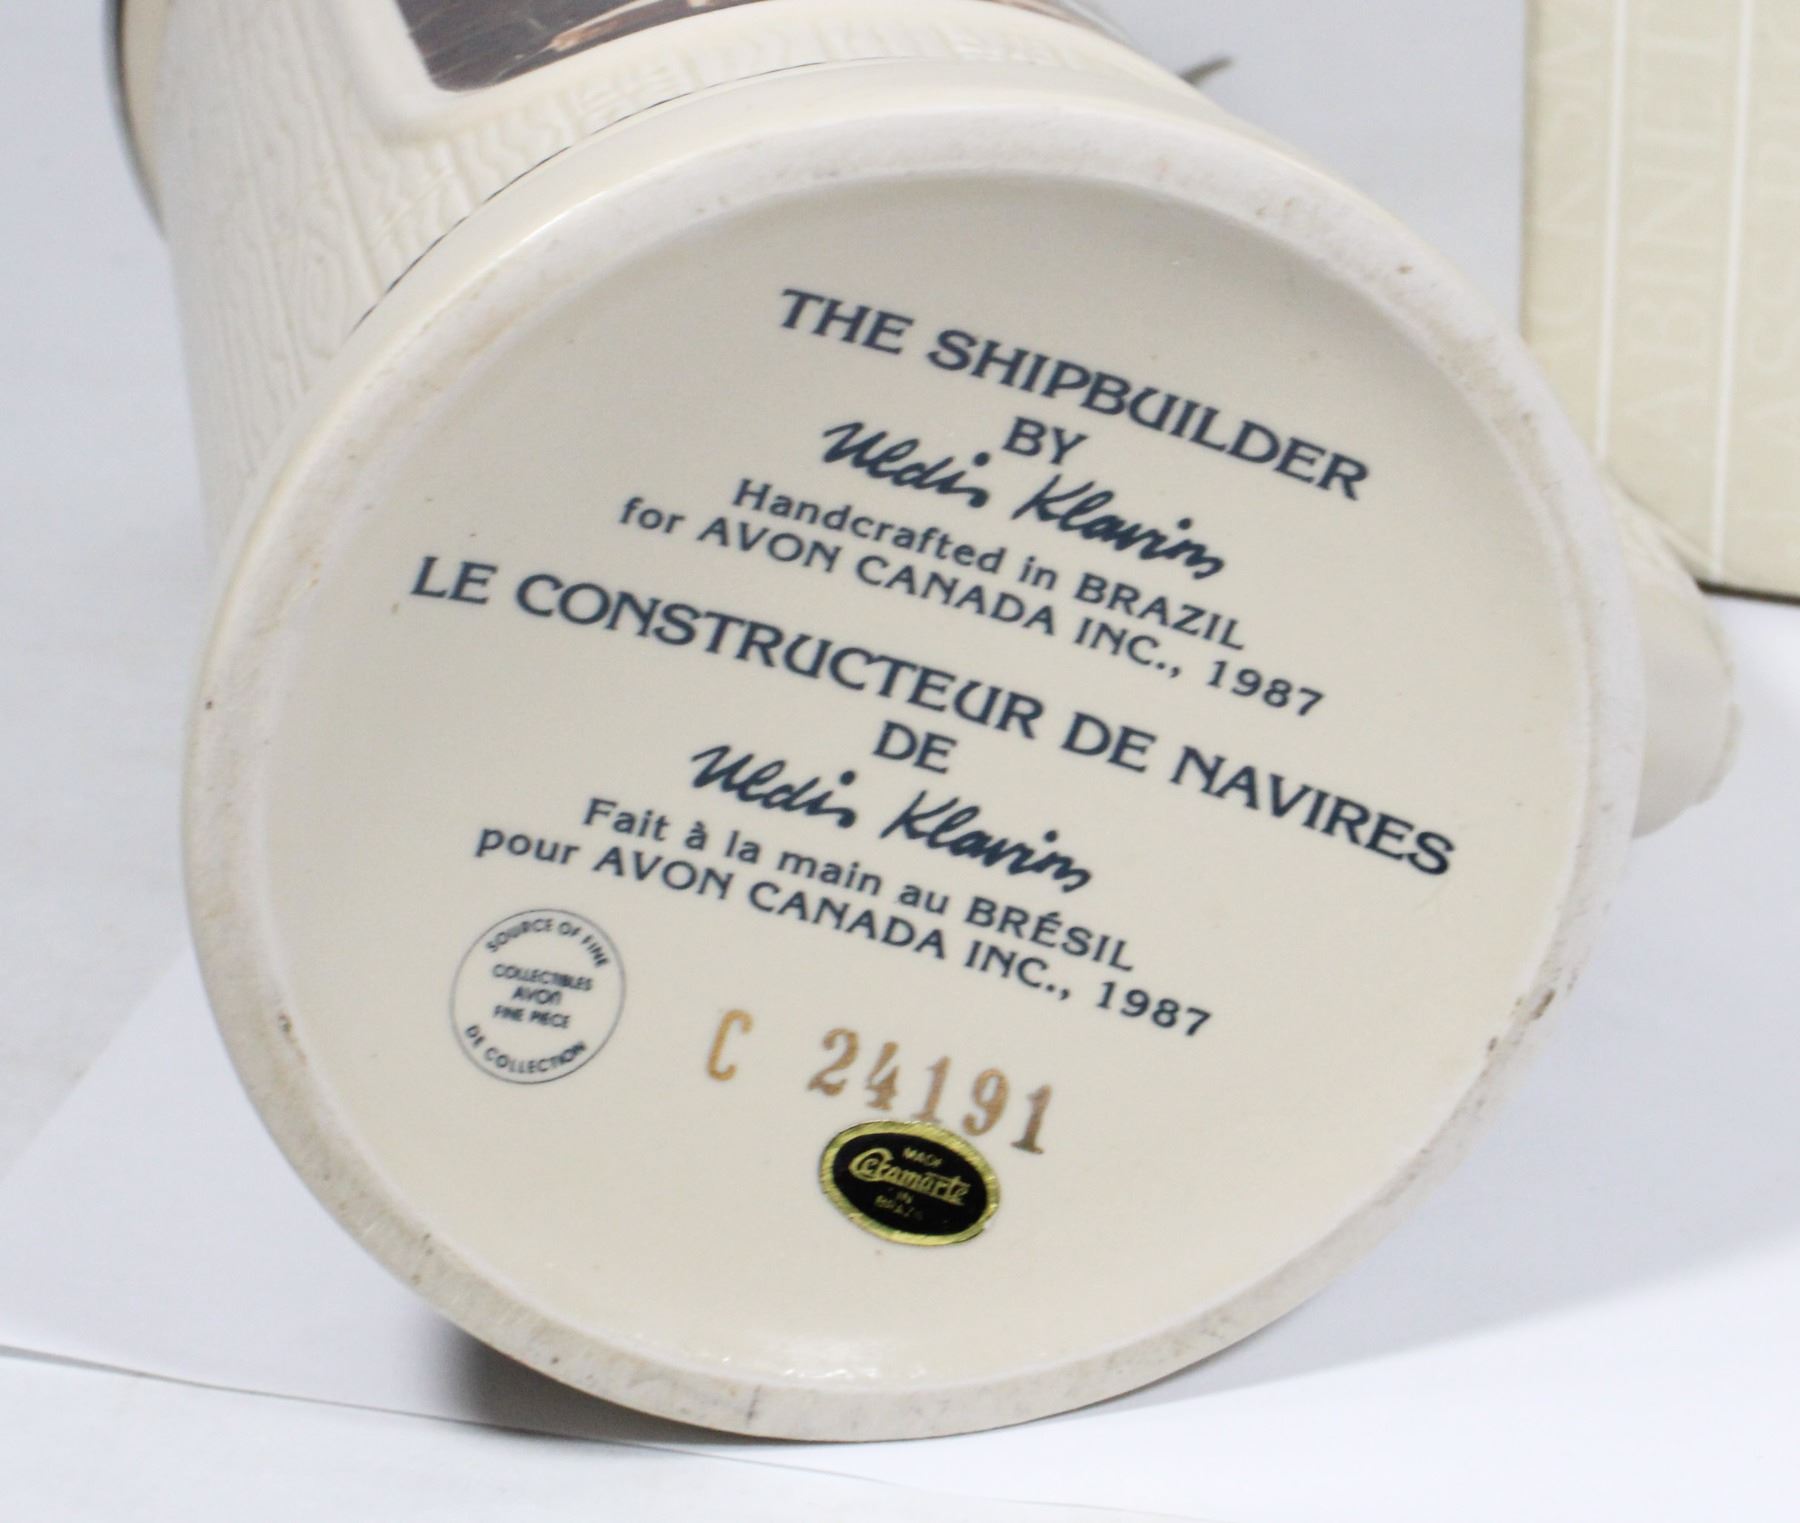 THE SHIPBUILDER
BY
Uldis Klavins
Handcrafted in BRAZIL
for AVON CANADA INC., 1987
LE CONSTRUCTEUR DE NAVIRES
DE
Uldis Klavins
Fait à la main au BRÉSIL
pour AVON CANADA INC., 1987
SOURCE OF FINE
COLLECTIBLES
AVON
FINE PIECE
DE COLLECTION
C 24191
MADE
Ceramarte
IN
BRAZIL